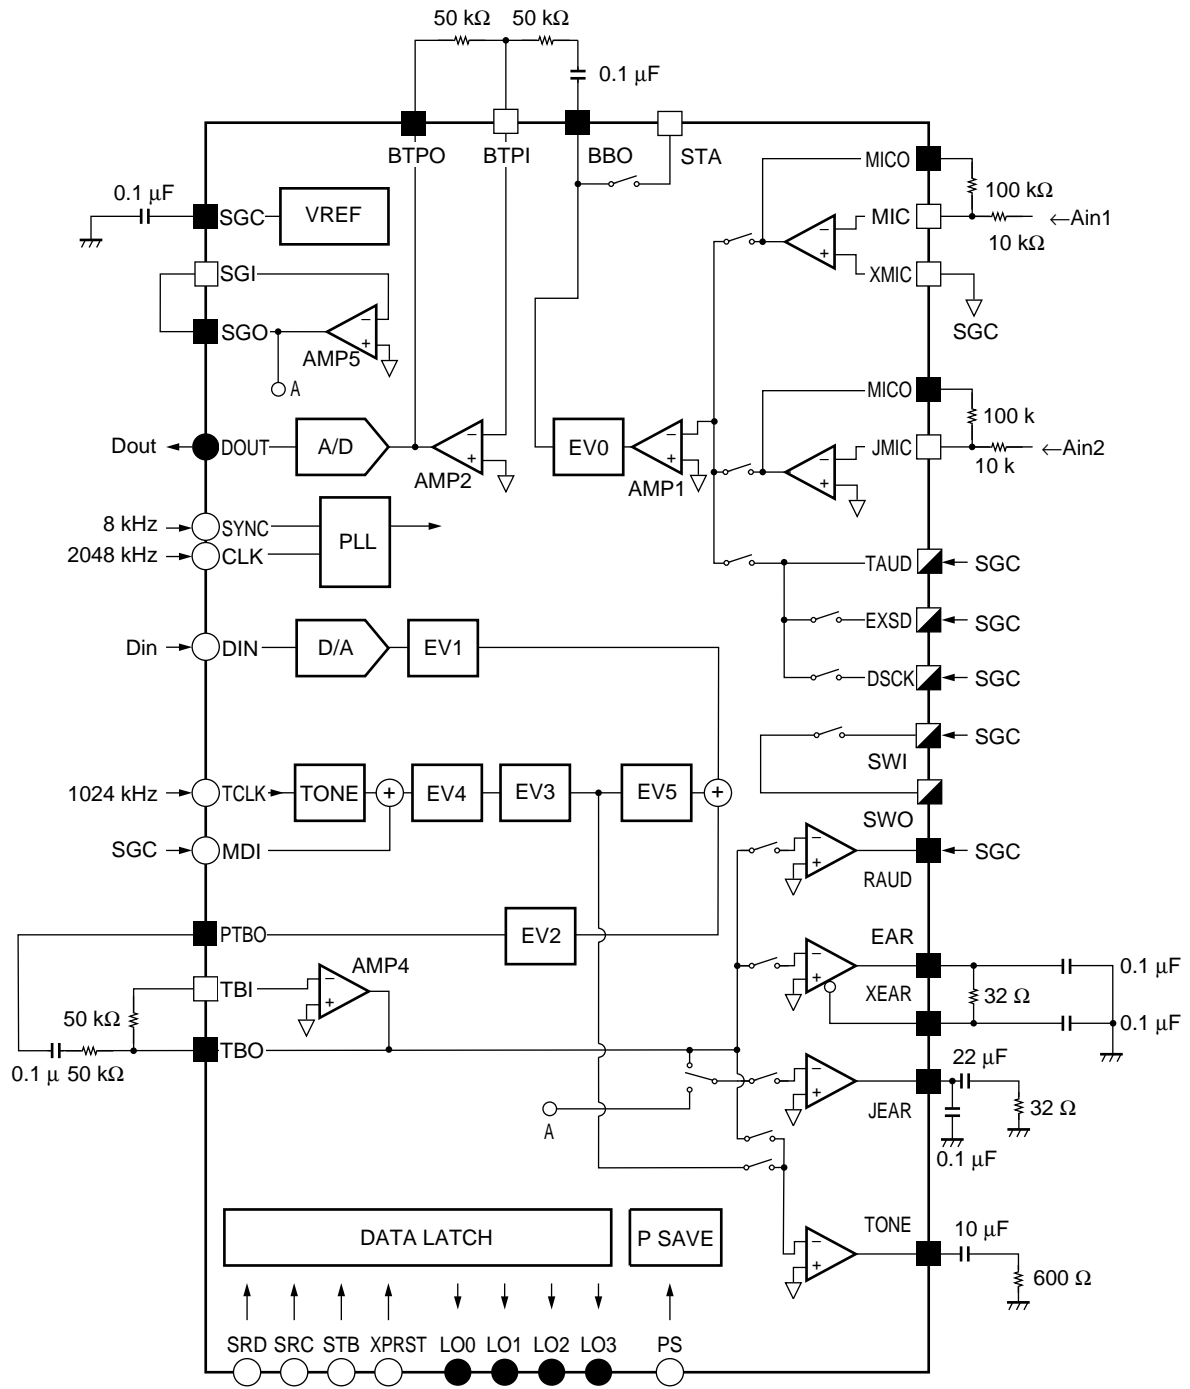 50 kΩ 50 kΩ
0.1 µF
BTPO BTPI BBO STA
MICO
0.1 µF
100 kΩ
SGC VREF
MIC ←Ain1
10 kΩ
SGI
XMIC
SGC
SGO
− +
AMP5
A
MICO
100 k
Dout DOUT A/D
− +
AMP2
EV0
− +
AMP1
− +
JMIC ←Ain2
10 k
8 kHz SYNC
PLL
2048 kHz CLK
TAUD SGC
EXSD SGC
Din DIN D/A EV1
DSCK SGC
SWI SGC
1024 kHz TCLK TONE + EV4 EV3 EV5 +
SWO
SGC MDI
− +
RAUD SGC
PTBO EV2
EAR
− +
0.1 µF
XEAR
32 Ω
0.1 µF
AMP4
TBI
− +
50 kΩ
TBO
0.1 µ 50 kΩ
22 µF
− +
JEAR
32 Ω
0.1 µF
A
TONE
10 µF
− +
600 Ω
DATA LATCH P SAVE
SRD SRC STB XPRST LO0 LO1 LO2 LO3 PS